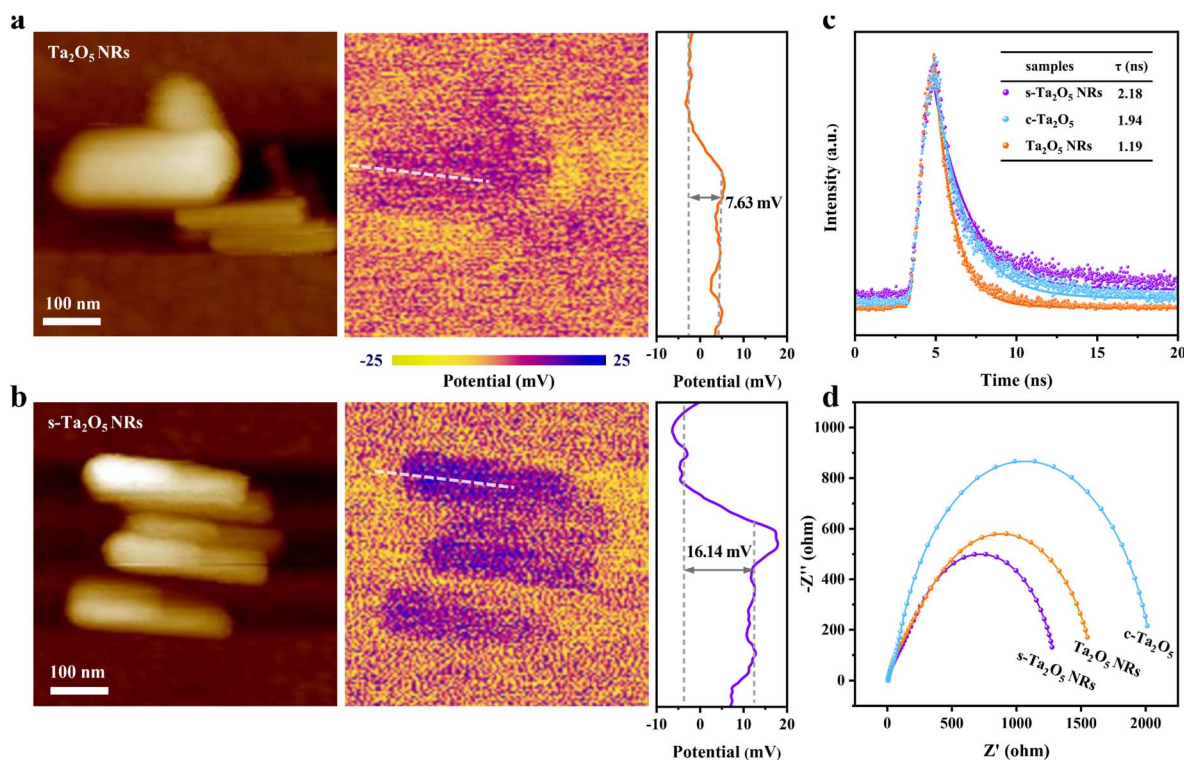 a
Ta₂O₅ NRs
100 nm
7.63 mV
-10 0 10 20
Potential (mV)
-25 25
Potential (mV)
b
s-Ta₂O₅ NRs
100 nm
16.14 mV
-10 0 10 20
Potential (mV)
c
samples τ (ns)
s-Ta₂O₅ NRs 2.18
c-Ta₂O₅ 1.94
Ta₂O₅ NRs 1.19
Intensity (a.u.)
0 5 10 15 20
Time (ns)
d
1000
800
600
400
200
0
-Z'' (ohm)
c-Ta₂O₅
Ta₂O₅ NRs
s-Ta₂O₅ NRs
0 500 1000 1500 2000
Z' (ohm)